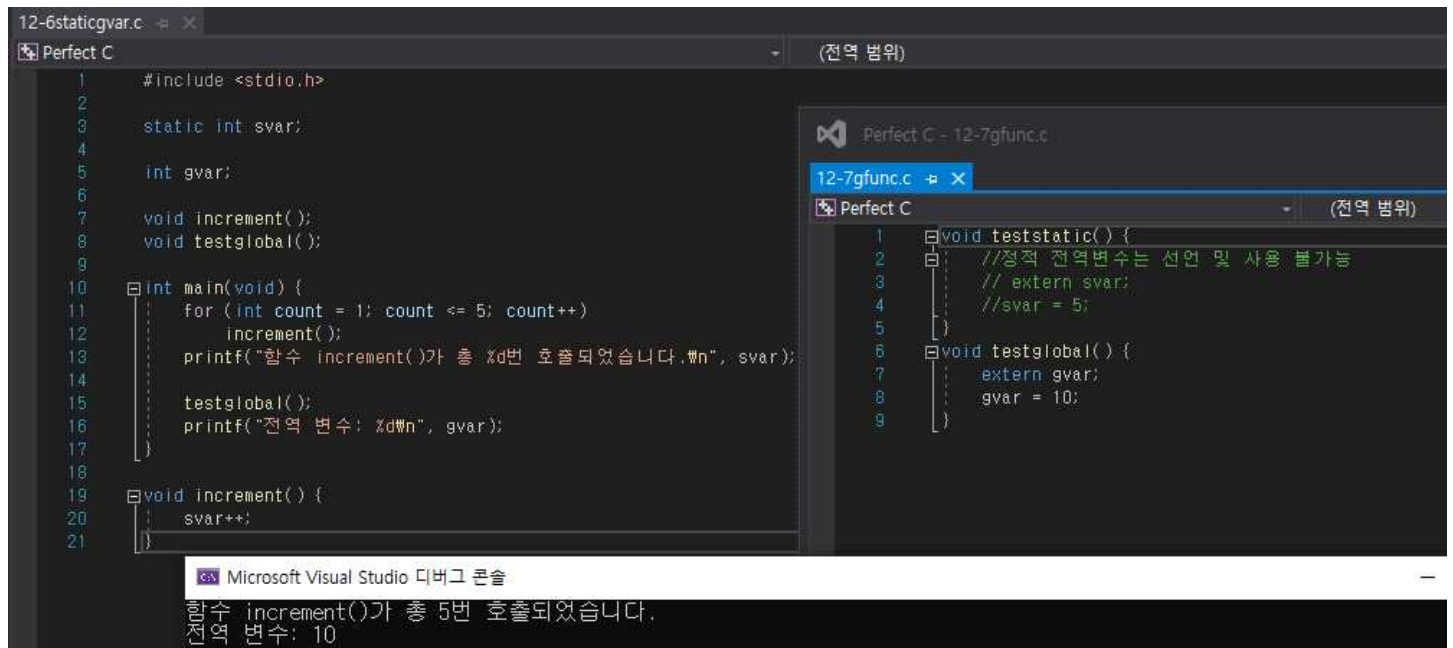 12-6staticgvar.c
Perfect C
(전역 범위)
1 #include <stdio.h>
2
3 static int svar;
4
5 int gvar;
6
7 void increment();
8 void testglobal();
9
10 int main(void) {
11 for (int count = 1; count <= 5; count++)
12 increment();
13 printf("함수 increment()가 총 %d번 호출되었습니다.₩n", svar);
14
15 testglobal();
16 printf("전역 변수: %d₩n", gvar);
17 }
18
19 void increment() {
20 svar++;
21 }
Perfect C - 12-7gfunc.c
12-7gfunc.c
Perfect C
(전역 범위)
1 void teststatic() {
2 //정적 전역변수는 선언 및 사용 불가능
3 // extern svar;
4 //svar = 5;
5 }
6 void testglobal() {
7 extern gvar;
8 gvar = 10;
9 }
Microsoft Visual Studio 디버그 콘솔
함수 increment()가 총 5번 호출되었습니다.
전역 변수: 10